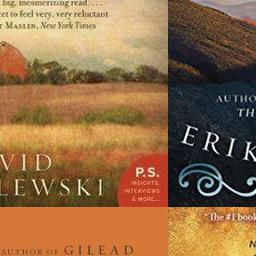 big, mesmerizing read. . . .
ct to feel very, very reluctant
T MASLIN, New York Times
VID
LEWSKI
P.S.
INSIGHTS,
INTERVIEWS
& MORE...
AUTHO
TH
ERIK
AUTHOR OF GILEAD
The #1 book
N